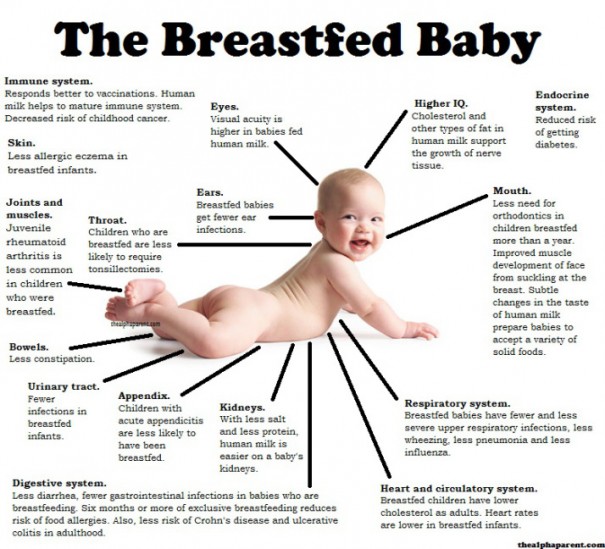 The Breastfed Baby
Immune system.
Responds better to vaccinations. Human
milk helps to mature immune system.
Decreased risk of childhood cancer.
Skin.
Less allergic eczema in
breastfed infants.
Joints and
muscles.
Juvenile
rheumatoid
arthritis is
less common
in children
who were
breastfed.
Throat.
Children who are
breastfed are less
likely to require
tonsillectomies.
Eyes.
Visual acuity is
higher in babies fed
human milk.
Ears.
Breastfed babies
get fewer ear
infections.
Higher IQ.
Cholesterol and
other types of fat in
human milk support
the growth of nerve
tissue.
Endocrine
system.
Reduced risk
of getting
diabetes.
Mouth.
Less need for
orthodontics in
children breastfed
more than a year.
Improved muscle
development of face
from suckling at the
breast. Subtle
changes in the taste
of human milk
prepare babies to
accept a variety of
solid foods.
thealphaparent.com
Bowels.
Less constipation.
Urinary tract.
Fewer
infections in
breastfed
infants.
Appendix.
Children with
acute appendicitis
are less likely to
have been
breastfed.
Kidneys.
With less salt
and less protein,
human milk is
easier on a baby's
kidneys.
Respiratory system.
Breastfed babies have fewer and less
severe upper respiratory infections, less
wheezing, less pneumonia and less
influenza.
Digestive system.
Less diarrhea, fewer gastrointestinal infections in babies who are
breastfeeding. Six months or more of exclusive breastfeeding reduces
risk of food allergies. Also, less risk of Crohn's disease and ulcerative
colitis in adulthood.
Heart and circulatory system.
Breastfed children have lower
cholesterol as adults. Heart rates
are lower in breastfed infants.
thealphaparent.com